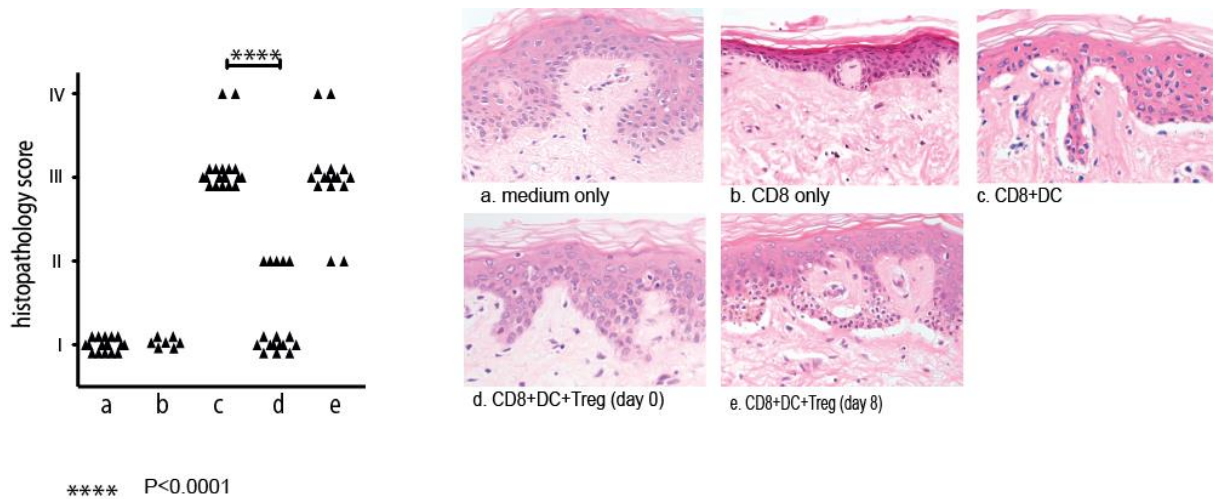 ****
IV
III
II
I
histopathology score
a b c d e
**** P<0.0001
a. medium only
b. CD8 only
c. CD8+DC
d. CD8+DC+Treg (day 0)
e. CD8+DC+Treg (day 8)